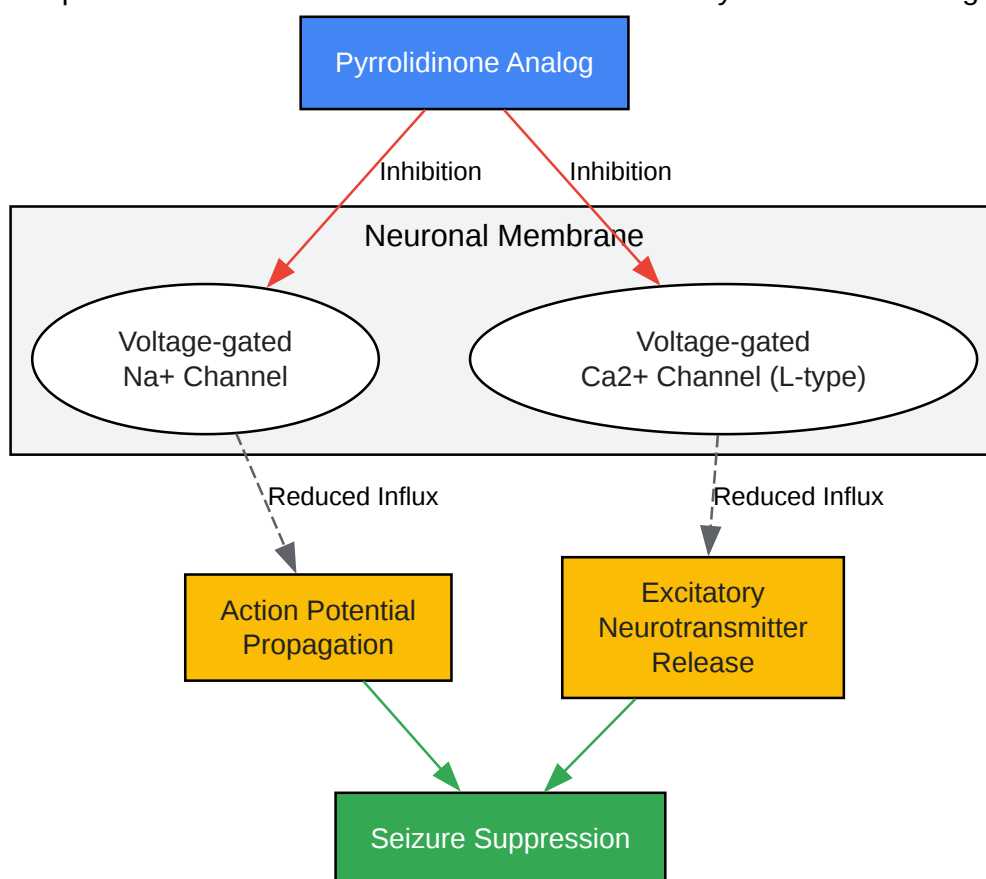 Pyrrolidinone Analog
Inhibition
Inhibition
Neuronal Membrane
Voltage-gated
Na+ Channel
Voltage-gated
Ca2+ Channel (L-type)
Reduced Influx
Reduced Influx
Action Potential
Propagation
Excitatory
Neurotransmitter
Release
Seizure Suppression